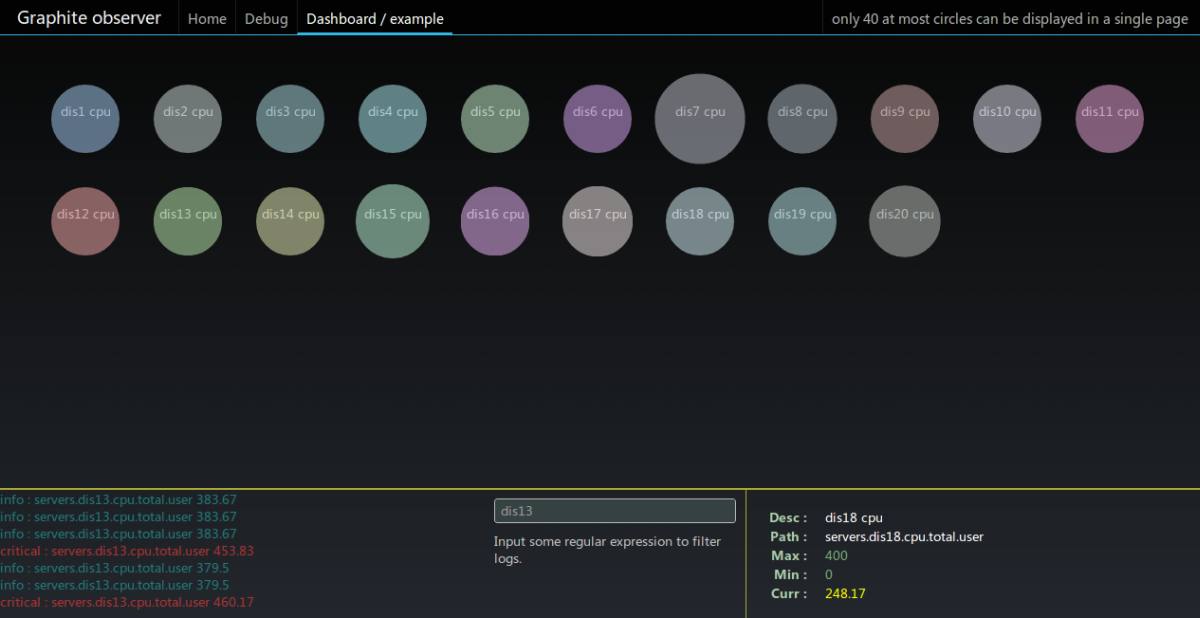 Graphite observer Home Debug Dashboard / example only 40 at most circles can be displayed in a single page
dis1 cpu dis2 cpu dis3 cpu dis4 cpu dis5 cpu dis6 cpu dis7 cpu dis8 cpu dis9 cpu dis10 cpu dis11 cpu
dis12 cpu dis13 cpu dis14 cpu dis15 cpu dis16 cpu dis17 cpu dis18 cpu dis19 cpu dis20 cpu
info : servers.dis13.cpu.total.user 383.67
info : servers.dis13.cpu.total.user 383.67
info : servers.dis13.cpu.total.user 383.67
critical : servers.dis13.cpu.total.user 453.83
info : servers.dis13.cpu.total.user 379.5
info : servers.dis13.cpu.total.user 379.5
critical : servers.dis13.cpu.total.user 460.17
dis13
Input some regular expression to filter
logs.
Desc : dis18 cpu
Path : servers.dis18.cpu.total.user
Max : 400
Min : 0
Curr : 248.17